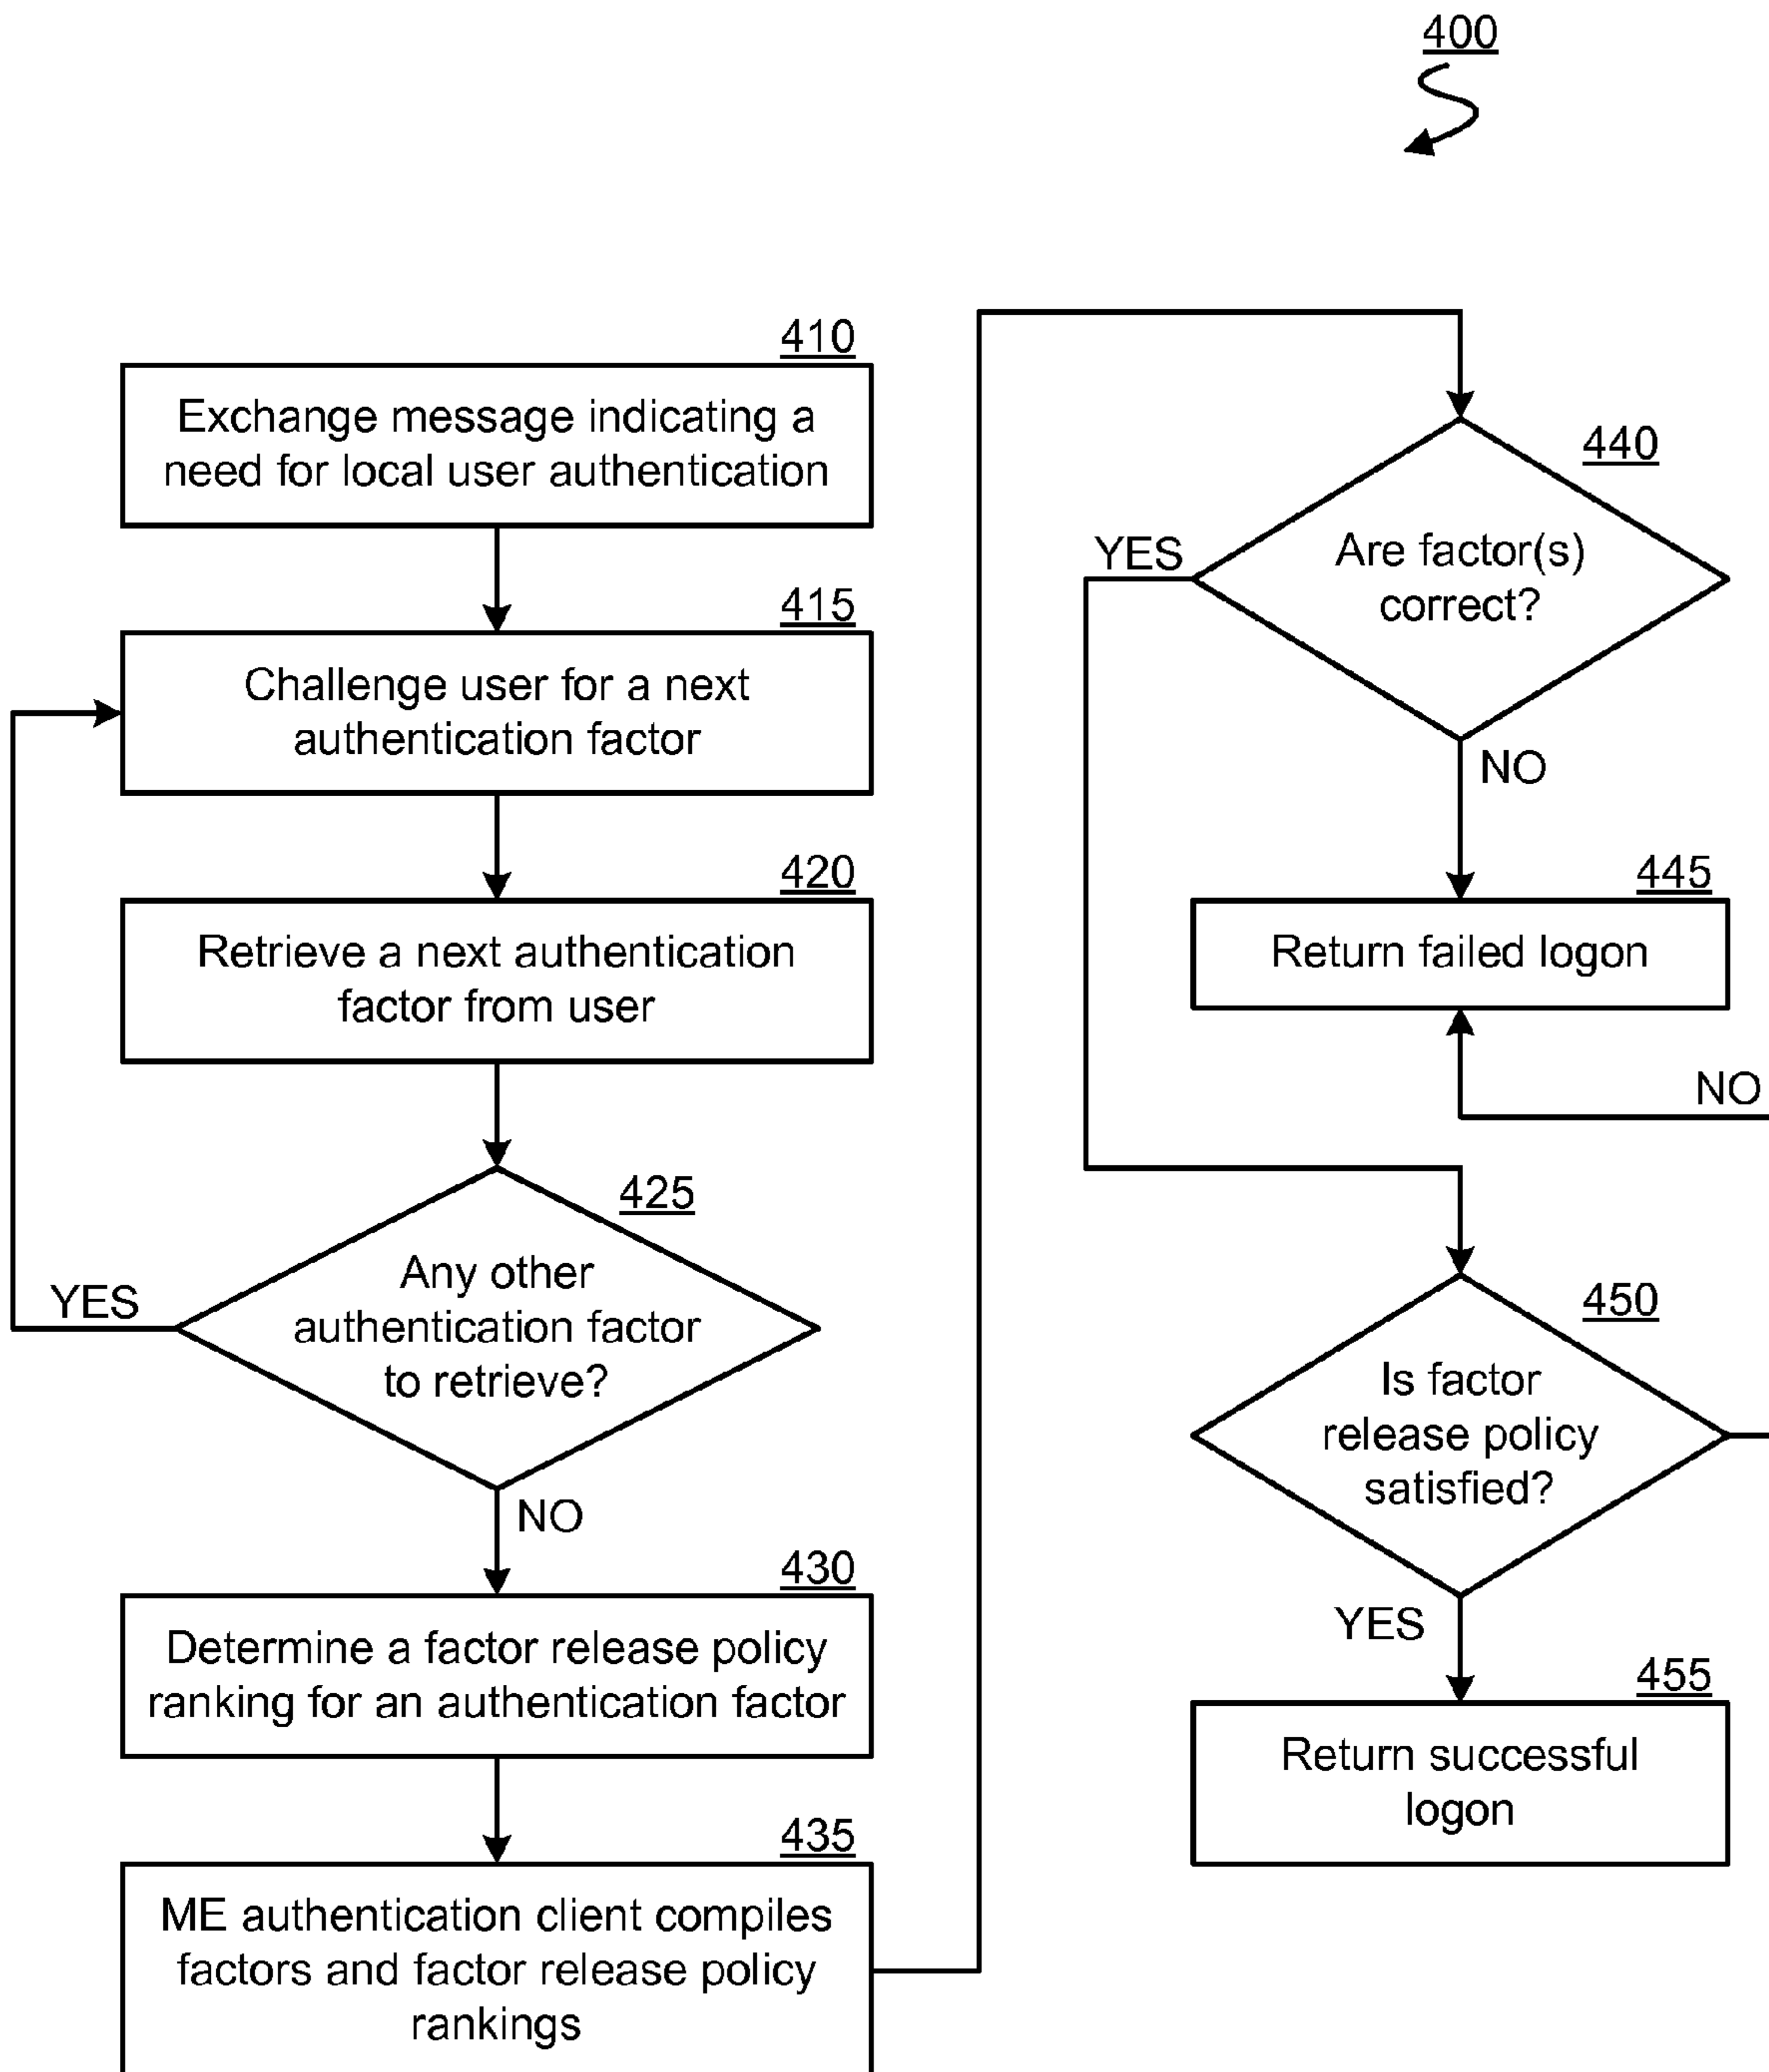 400
410
Exchange message indicating a
need for local user authentication
415
Challenge user for a next
authentication factor
420
Retrieve a next authentication
factor from user
425
Any other
authentication factor
to retrieve?
YES
NO
430
Determine a factor release policy
ranking for an authentication factor
435
ME authentication client compiles
factors and factor release policy
rankings
440
Are factor(s)
correct?
YES
NO
445
Return failed logon
NO
450
Is factor
release policy
satisfied?
YES
455
Return successful
logon